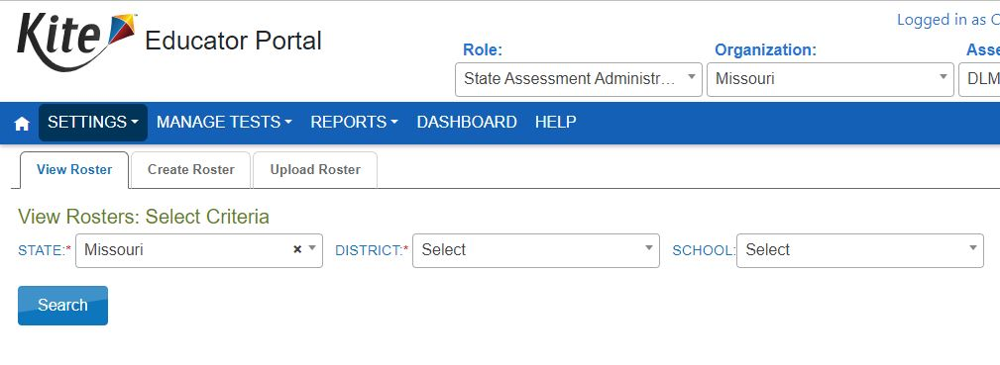 Kite Educator Portal
Logged in as
Role: Organization: Asse
State Assessment Administr... Missouri DLM
SETTINGS MANAGE TESTS REPORTS DASHBOARD HELP
View Roster Create Roster Upload Roster
View Rosters: Select Criteria
STATE:* Missouri × DISTRICT:* Select SCHOOL: Select
Search